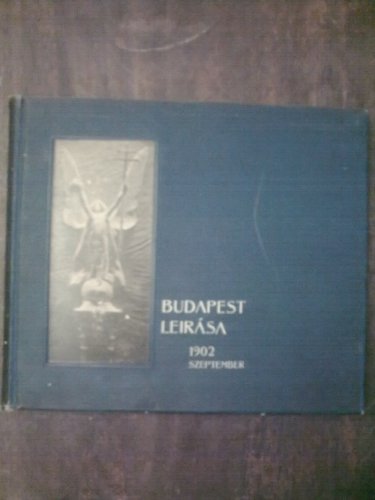 BUDAPEST
LEIRÁSA
1902
SZEPTEMBER